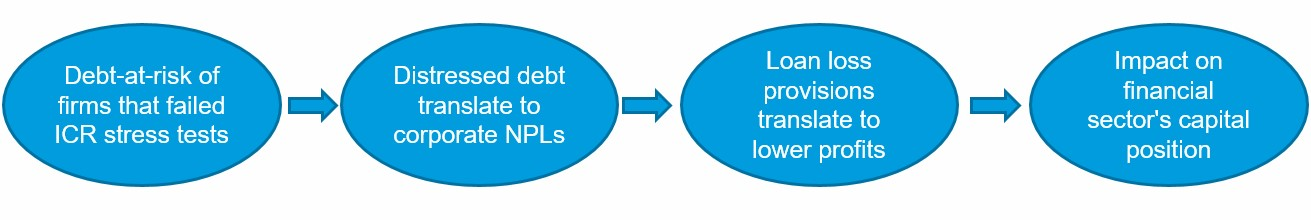 Debt-at-risk of
firms that failed
ICR stress tests
Distressed debt
translate to
corporate NPLs
Loan loss
provisions
translate to
lower profits
Impact on
financial
sector's capital
position